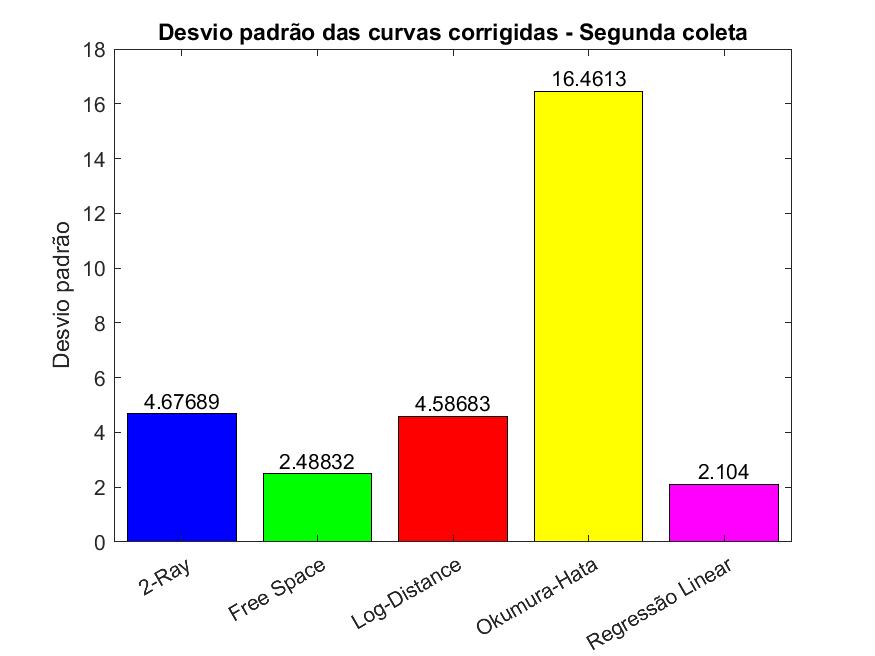 Desvio padrão das curvas corrigidas - Segunda coleta
Desvio padrão
18
16
14
12
10
8
6
4
2
0
4.67689
2.48832
4.58683
16.4613
2.104
2-Ray
Free Space
Log-Distance
Okumura-Hata
Regressão Linear